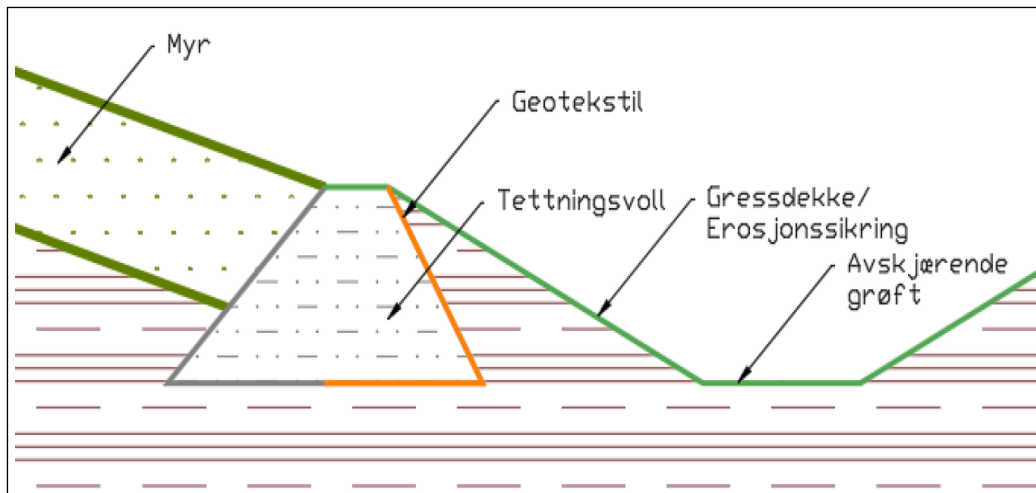 Myr
Geotekstil
Tettningsvoll
Gressdekke/
Erosjonssikring
Avskjærende
grøft